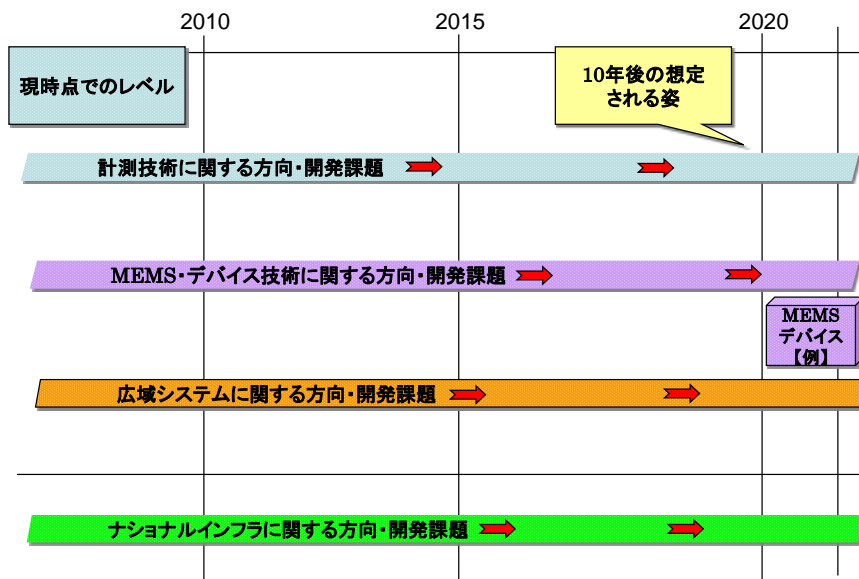 2010 2015 2020
現時点でのレベル
10年後の想定
される姿
計測技術に関する方向・開発課題
MEMS・デバイス技術に関する方向・開発課題
MEMS
デバイス
【例】
広域システムに関する方向・開発課題
ナショナルインフラに関する方向・開発課題